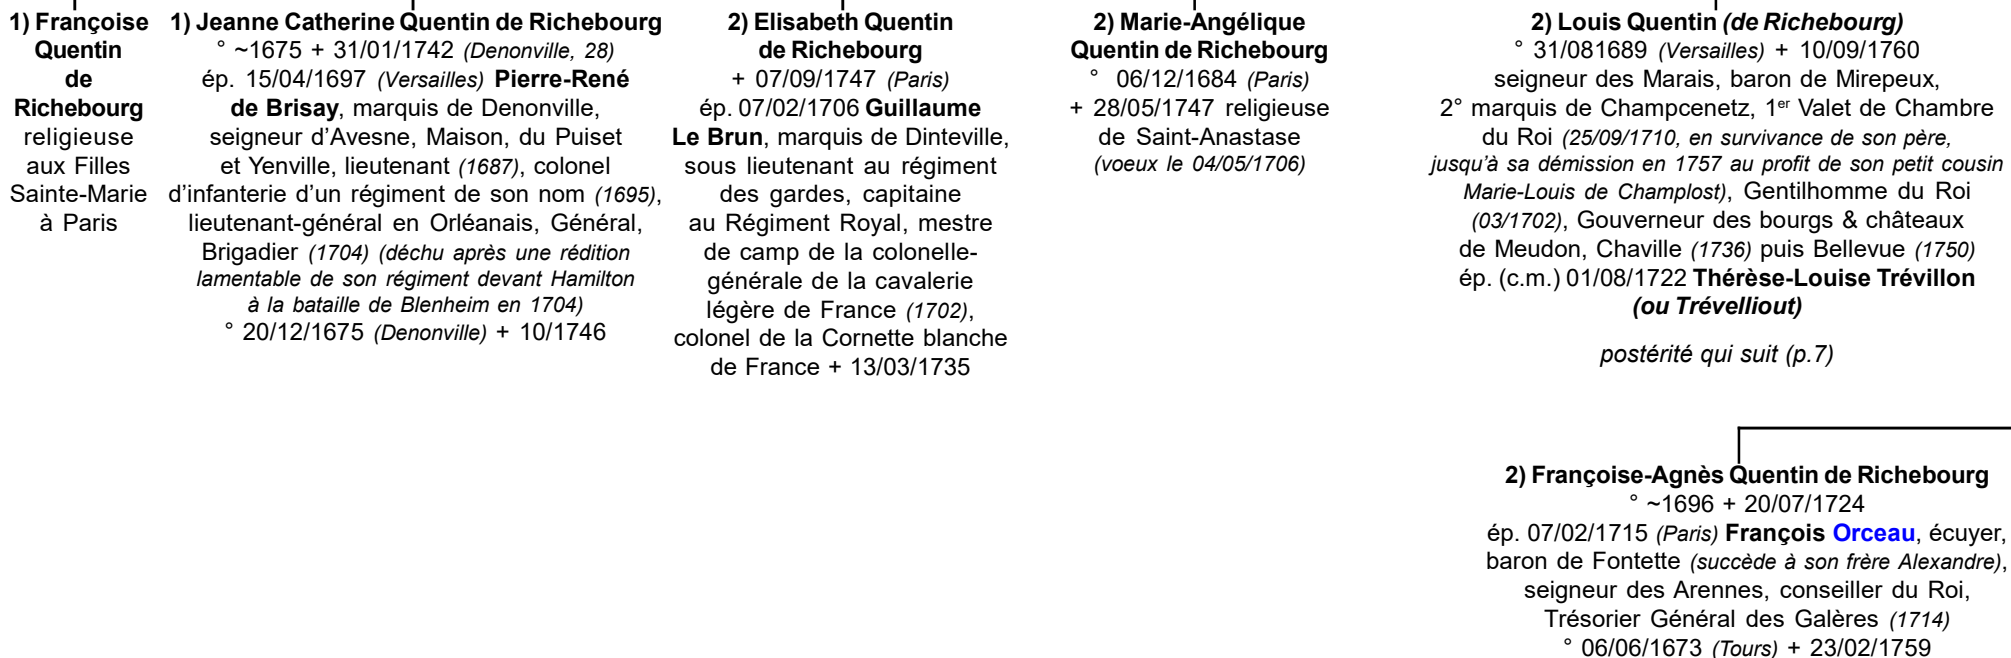 1) Françoise
Quentin
de
Richebourg
religieuse
aux Filles
Sainte-Marie
à Paris
1) Jeanne Catherine Quentin de Richebourg
° ~1675 + 31/01/1742 (Denonville, 28)
ép. 15/04/1697 (Versailles) Pierre-René
de Brisay, marquis de Denonville,
seigneur d’Avesne, Maison, du Puiset
et Yenville, lieutenant (1687), colonel
d’infanterie d’un régiment de son nom (1695),
lieutenant-général en Orléanais, Général,
Brigadier (1704) (déchu après une rédition
lamentable de son régiment devant Hamilton
à la bataille de Blenheim en 1704)
° 20/12/1675 (Denonville) + 10/1746
2) Elisabeth Quentin
de Richebourg
+ 07/09/1747 (Paris)
ép. 07/02/1706 Guillaume
Le Brun, marquis de Dinteville,
sous lieutenant au régiment
des gardes, capitaine
au Régiment Royal, mestre
de camp de la colonelle-
générale de la cavalerie
légère de France (1702),
colonel de la Cornette blanche
de France + 13/03/1735
2) Marie-Angélique
Quentin de Richebourg
° 06/12/1684 (Paris)
+ 28/05/1747 religieuse
de Saint-Anastase
(voeux le 04/05/1706)
2) Louis Quentin (de Richebourg)
° 31/081689 (Versailles) + 10/09/1760
seigneur des Marais, baron de Mirepeux,
2° marquis de Champcenetz, 1er Valet de Chambre
du Roi (25/09/1710, en survivance de son père,
jusqu’à sa démission en 1757 au profit de son petit cousin
Marie-Louis de Champlost), Gentilhomme du Roi
(03/1702), Gouverneur des bourgs & châteaux
de Meudon, Chaville (1736) puis Bellevue (1750)
ép. (c.m.) 01/08/1722 Thérèse-Louise Trévillon
(ou Trévelliout)
postérité qui suit (p.7)
2) Françoise-Agnès Quentin de Richebourg
° ~1696 + 20/07/1724
ép. 07/02/1715 (Paris) François Orceau, écuyer,
baron de Fontette (succède à son frère Alexandre),
seigneur des Arennes, conseiller du Roi,
Trésorier Général des Galères (1714)
° 06/06/1673 (Tours) + 23/02/1759